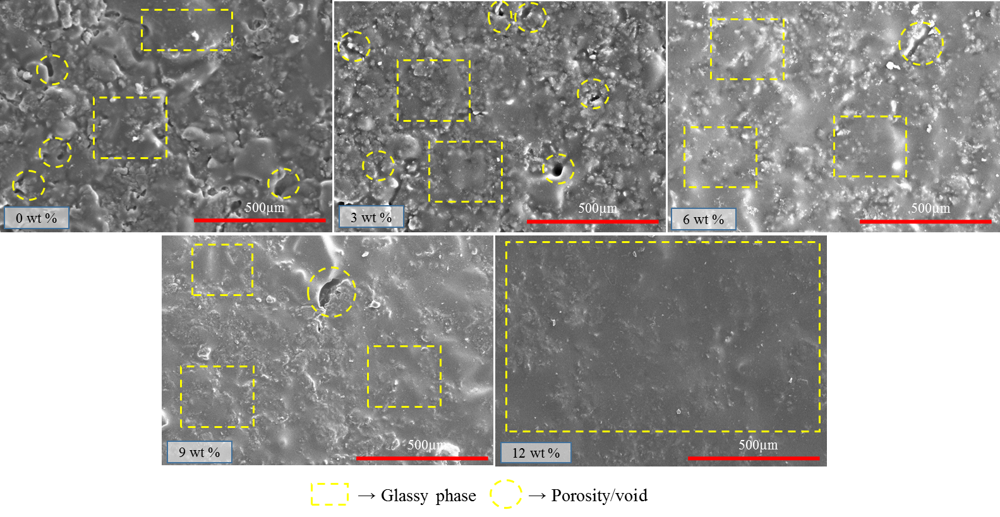 500μm
0 wt %
500μm
3 wt %
500μm
6 wt %
500μm
9 wt %
500μm
12 wt %
→ Glassy phase → Porosity/void